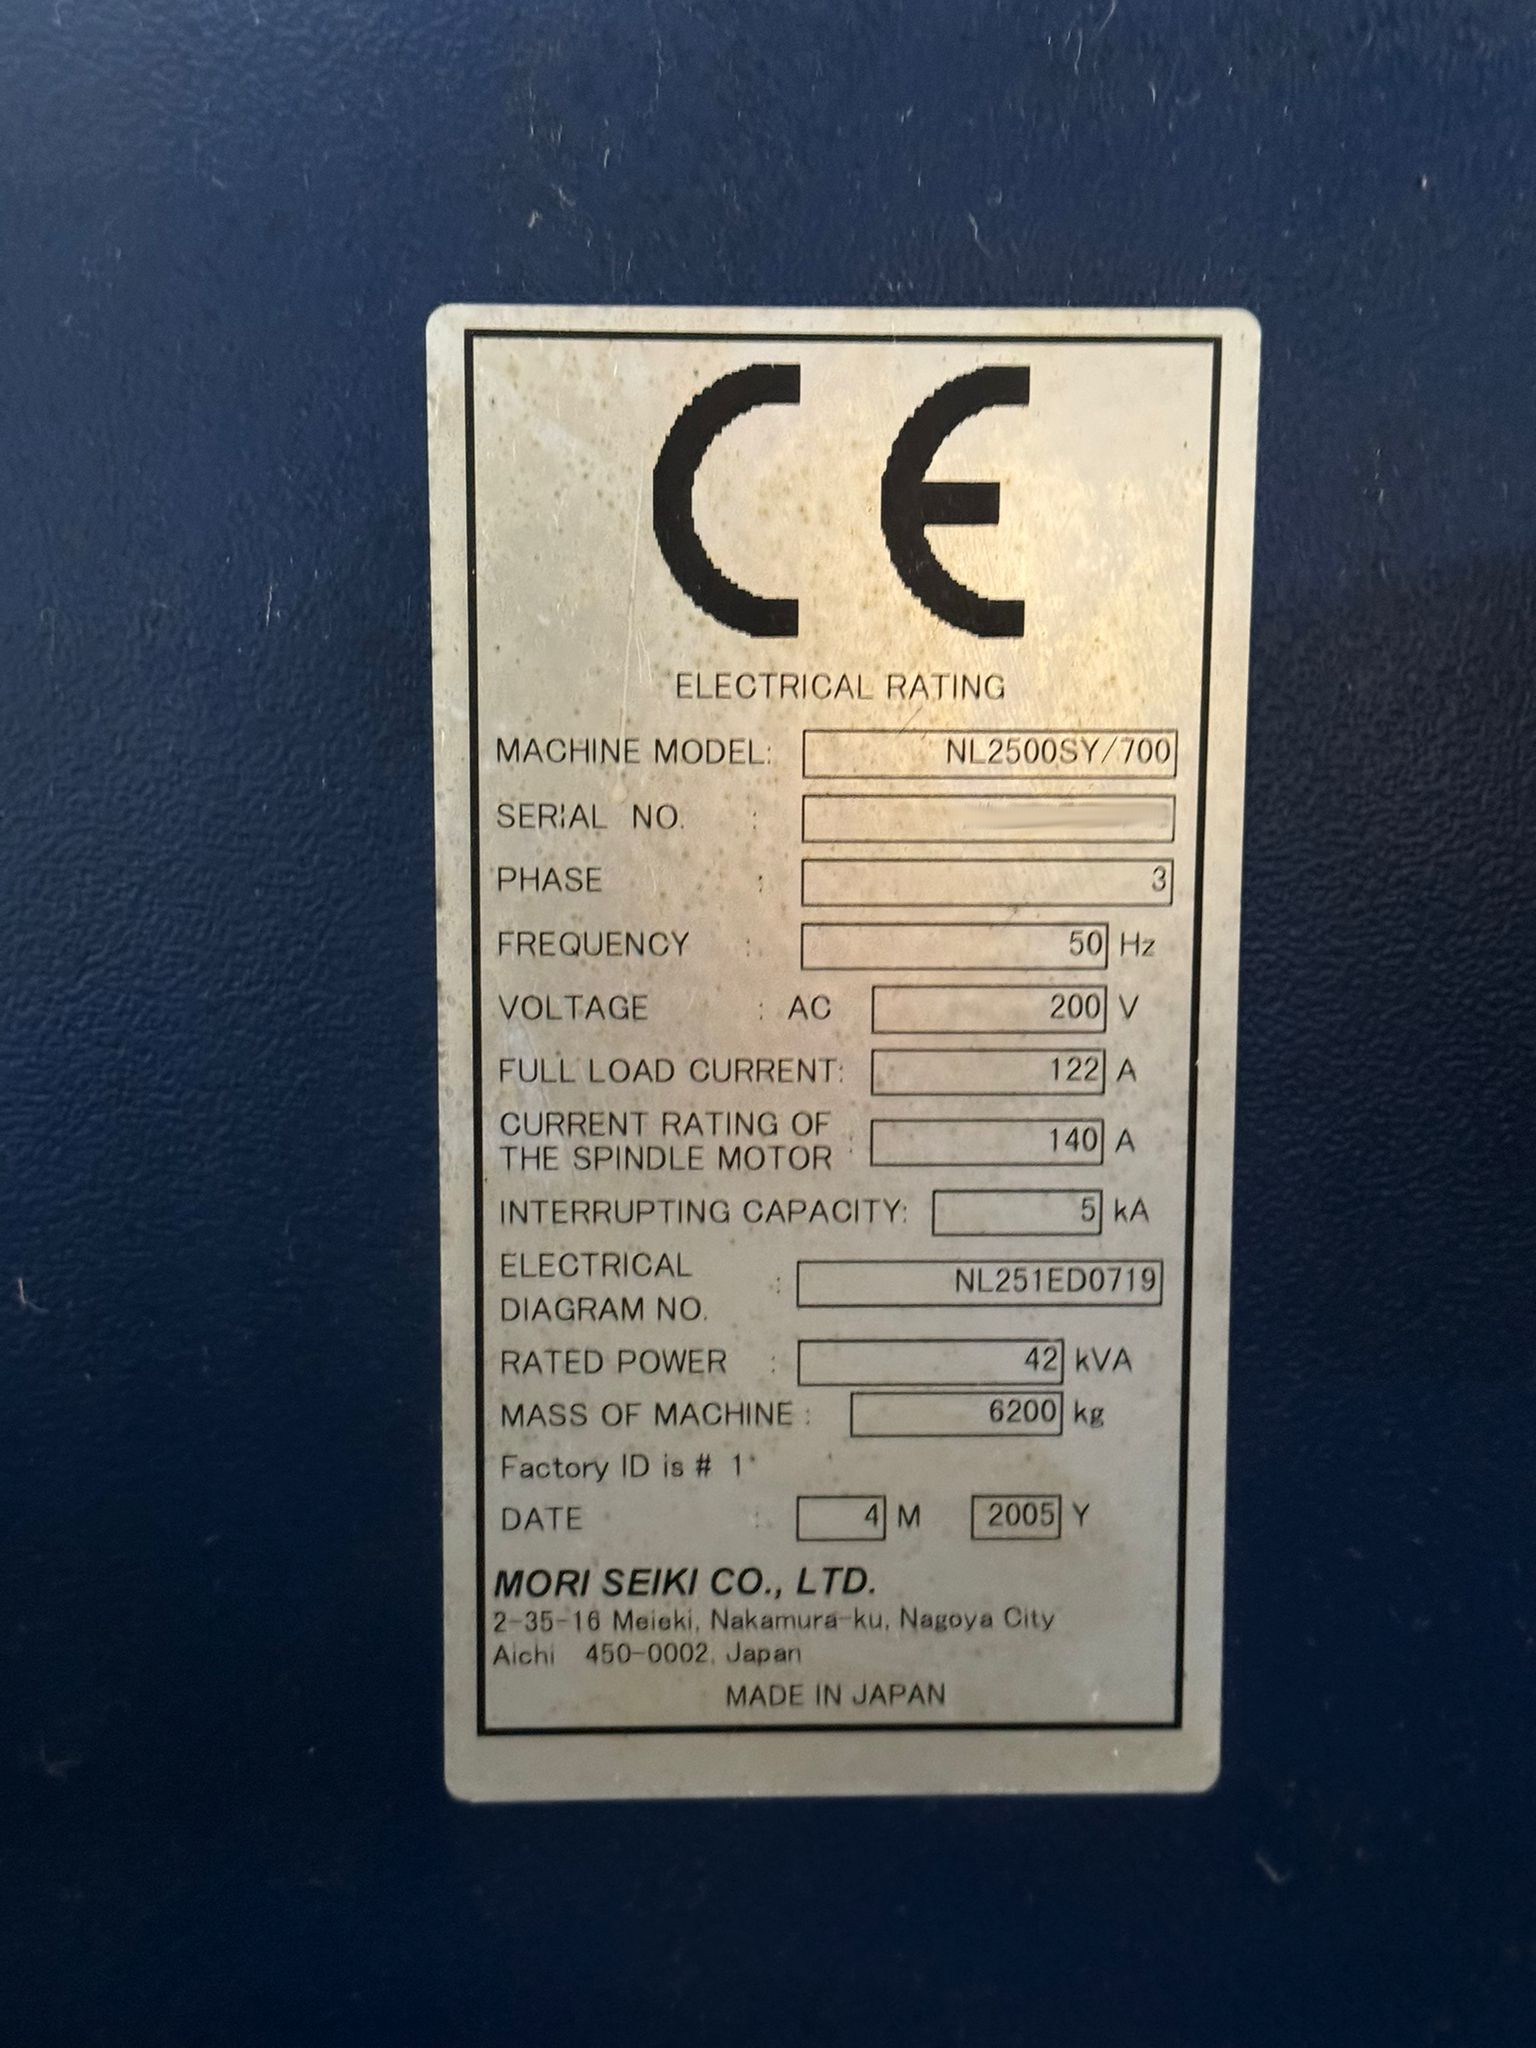 CE
ELECTRICAL RATING
MACHINE MODEL: NL2500SY/700
SERIAL NO. :
PHASE : 3
FREQUENCY : 50 Hz
VOLTAGE : AC 200 V
FULL LOAD CURRENT: 122 A
CURRENT RATING OF
THE SPINDLE MOTOR : 140 A
INTERRUPTING CAPACITY: 5 kA
ELECTRICAL
DIAGRAM NO. : NL251ED0719
RATED POWER : 42 kVA
MASS OF MACHINE : 6200 kg
Factory ID is # 1
DATE : 4 M 2005 Y
MORI SEIKI CO., LTD.
2-35-16 Meieki, Nakamura-ku, Nagoya City
Aichi 450-0002, Japan
MADE IN JAPAN